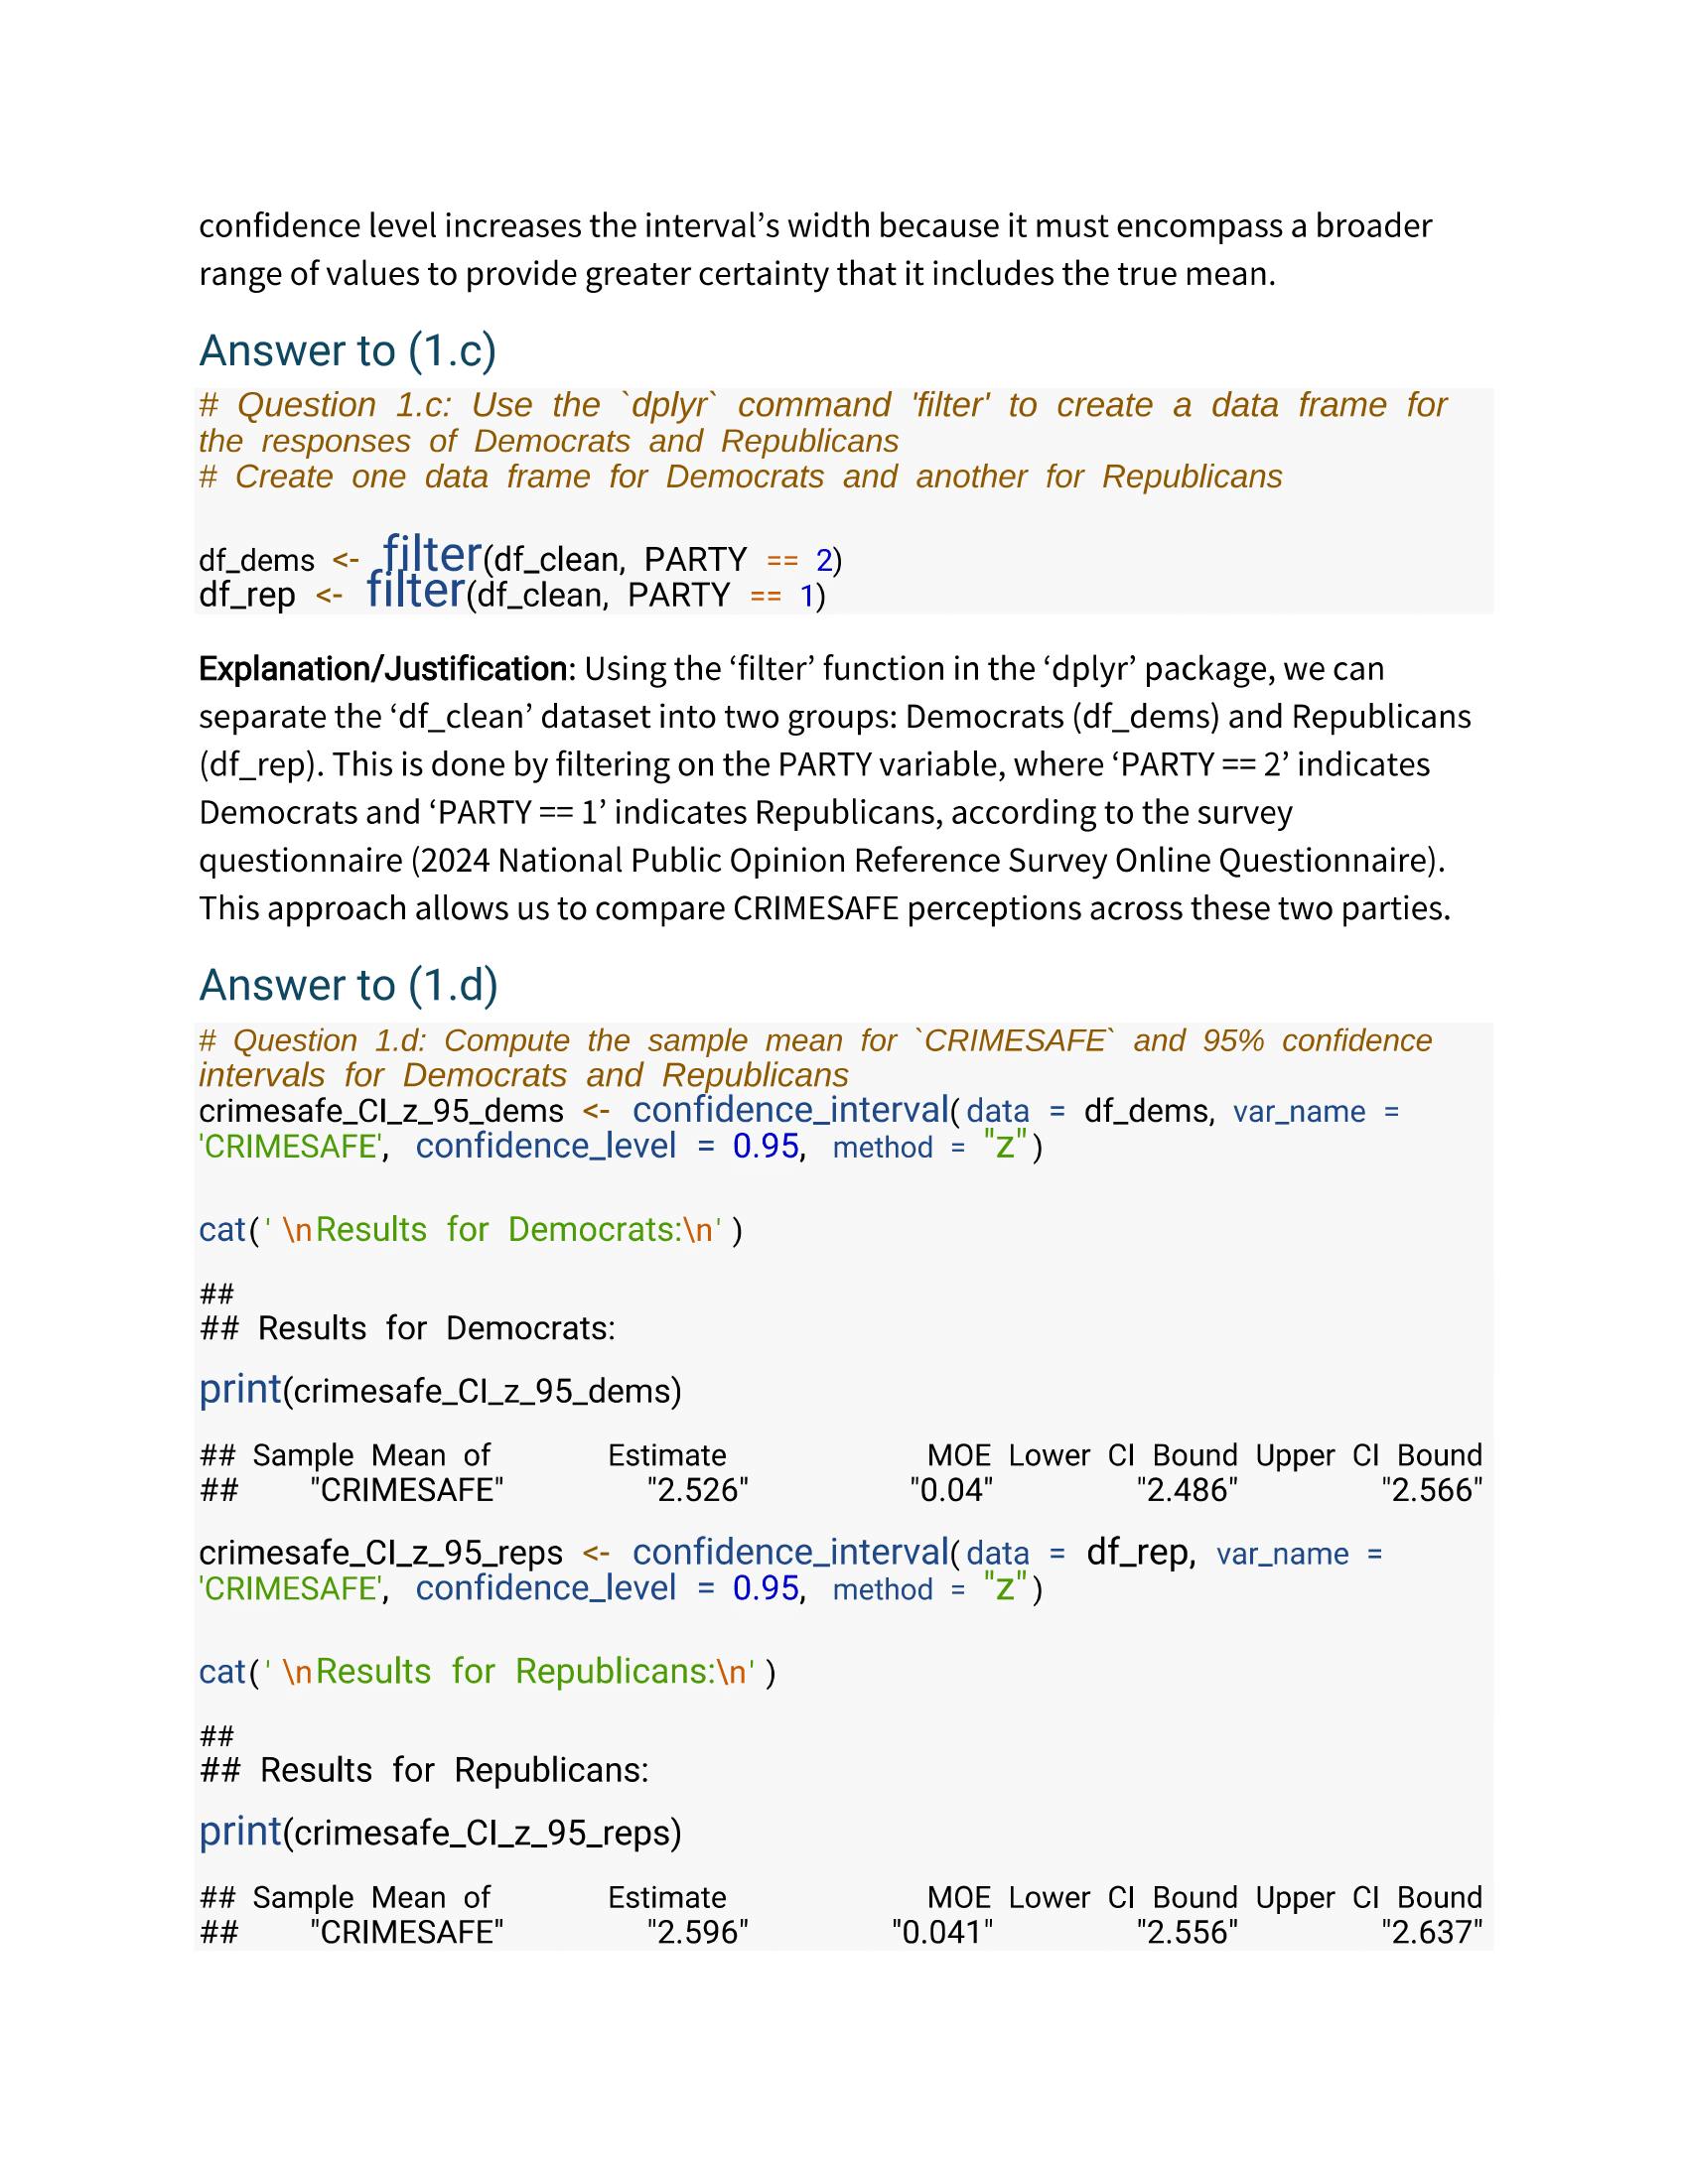 confidence level increases the interval’s width because it must encompass a broader
range of values to provide greater certainty that it includes the true mean.
Answer to (1.c)
# Question 1.c: Use the `dplyr` command 'filter' to create a data frame for
the responses of Democrats and Republicans
# Create one data frame for Democrats and another for Republicans
df_dems <- filter(df_clean, PARTY == 2)
df_rep <- filter(df_clean, PARTY == 1)
Explanation/Justification: Using the ‘filter’ function in the ‘dplyr’ package, we can
separate the ‘df_clean’ dataset into two groups: Democrats (df_dems) and Republicans
(df_rep). This is done by filtering on the PARTY variable, where ‘PARTY == 2’ indicates
Democrats and ‘PARTY == 1’ indicates Republicans, according to the survey
questionnaire (2024 National Public Opinion Reference Survey Online Questionnaire).
This approach allows us to compare CRIMESAFE perceptions across these two parties.
Answer to (1.d)
# Question 1.d: Compute the sample mean for `CRIMESAFE` and 95% confidence
intervals for Democrats and Republicans
crimesafe_CI_z_95_dems <- confidence_interval(data = df_dems, var_name =
'CRIMESAFE', confidence_level = 0.95, method = "z")
cat('\nResults for Democrats:\n')
##
## Results for Democrats:
print(crimesafe_CI_z_95_dems)
## Sample Mean of Estimate MOE Lower CI Bound Upper CI Bound
## "CRIMESAFE" "2.526" "0.04" "2.486" "2.566"
crimesafe_CI_z_95_reps <- confidence_interval(data = df_rep, var_name =
'CRIMESAFE', confidence_level = 0.95, method = "z")
cat('\nResults for Republicans:\n')
##
## Results for Republicans:
print(crimesafe_CI_z_95_reps)
## Sample Mean of Estimate MOE Lower CI Bound Upper CI Bound
## "CRIMESAFE" "2.596" "0.041" "2.556" "2.637"